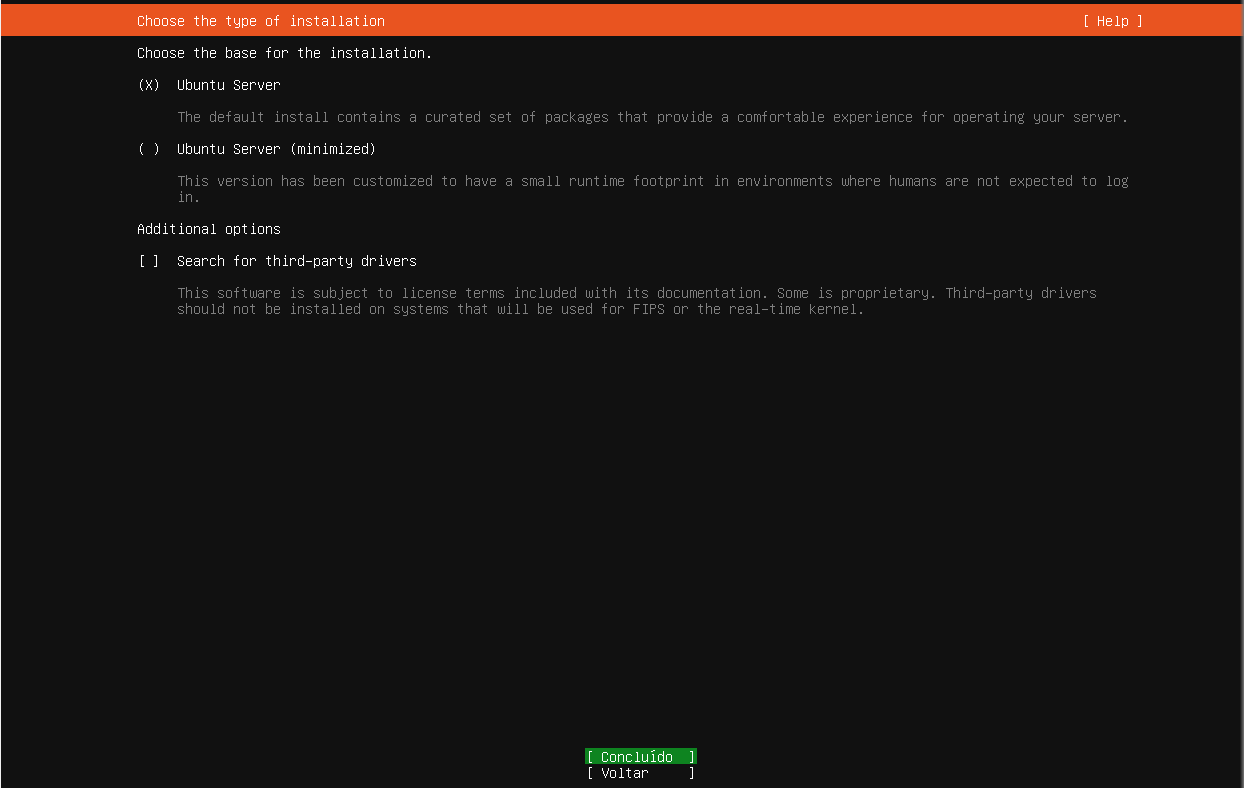 Choose the type of installation [ Help ]
Choose the base for the installation.
(X) Ubuntu Server
The default install contains a curated set of packages that provide a comfortable experience for operating your server.
( ) Ubuntu Server (minimized)
This version has been customized to have a small runtime footprint in environments where humans are not expected to log
in.
Additional options
[ ] Search for third-party drivers
This software is subject to license terms included with its documentation. Some is proprietary. Third-party drivers
should not be installed on systems that will be used for FIPS or the real-time kernel.
[ Concluído ]
[ Voltar ]